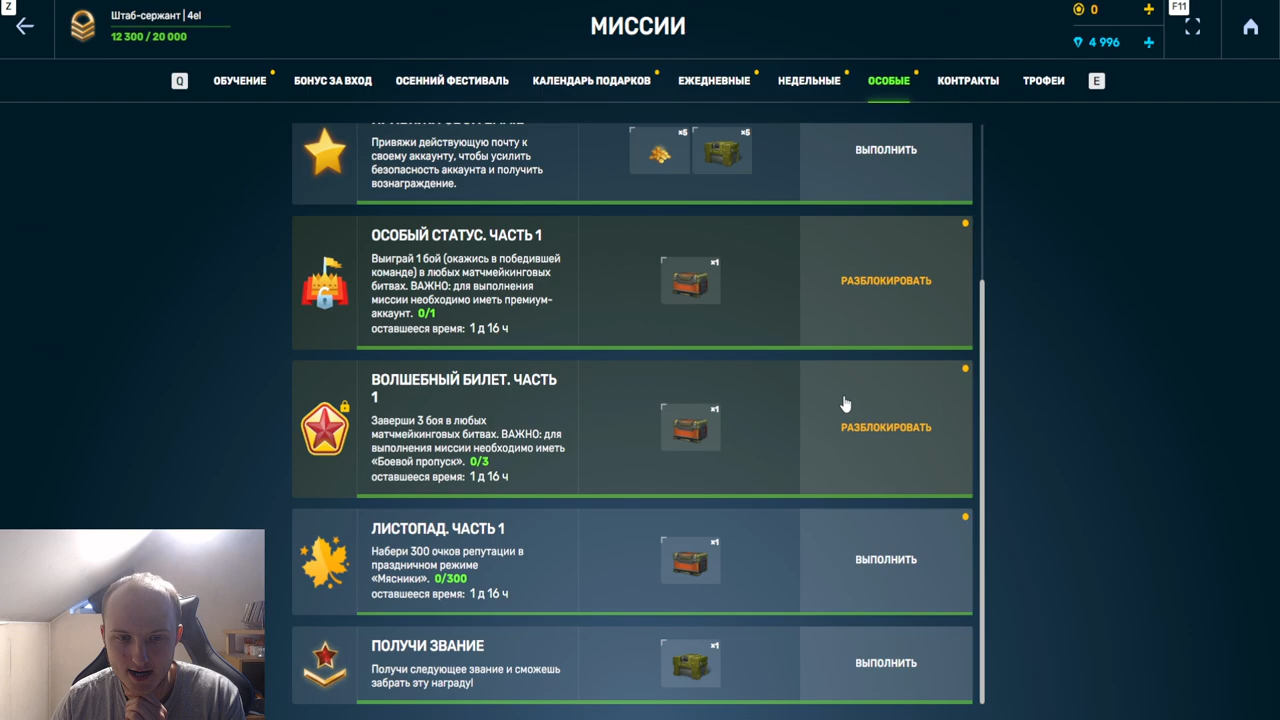 Z
Штаб-сержант | 4el
12 300 / 20 000
МИССИИ
0
4 996
F11
Q
ОБУЧЕНИЕ
БОНУС ЗА ВХОД
ОСЕННИЙ ФЕСТИВАЛЬ
КАЛЕНДАРЬ ПОДАРКОВ
ЕЖЕДНЕВНЫЕ
НЕДЕЛЬНЫЕ
ОСОБЫЕ
КОНТРАКТЫ
ТРОФЕИ
E
Привяжи действующую почту к
своему аккаунту, чтобы усилить
безопасность аккаунта и получить
вознаграждение.
×5
×5
ВЫПОЛНИТЬ
ОСОБЫЙ СТАТУС. ЧАСТЬ 1
Выиграй 1 бой (окажись в победившей
команде) в любых матчмейкинговых
битвах. ВАЖНО: для выполнения
миссии необходимо иметь премиум-
аккаунт. 0/1
оставшееся время: 1 д 16 ч
×1
РАЗБЛОКИРОВАТЬ
ВОЛШЕБНЫЙ БИЛЕТ. ЧАСТЬ
1
Заверши 3 боя в любых
матчмейкинговых битвах. ВАЖНО: для
выполнения миссии необходимо иметь
«Боевой пропуск». 0/3
оставшееся время: 1 д 16 ч
×1
РАЗБЛОКИРОВАТЬ
ЛИСТОПАД. ЧАСТЬ 1
Набери 300 очков репутации в
праздничном режиме
«Мясники». 0/300
оставшееся время: 1 д 16 ч
×1
ВЫПОЛНИТЬ
ПОЛУЧИ ЗВАНИЕ
Получи следующее звание и сможешь
забрать эту награду!
×1
ВЫПОЛНИТЬ